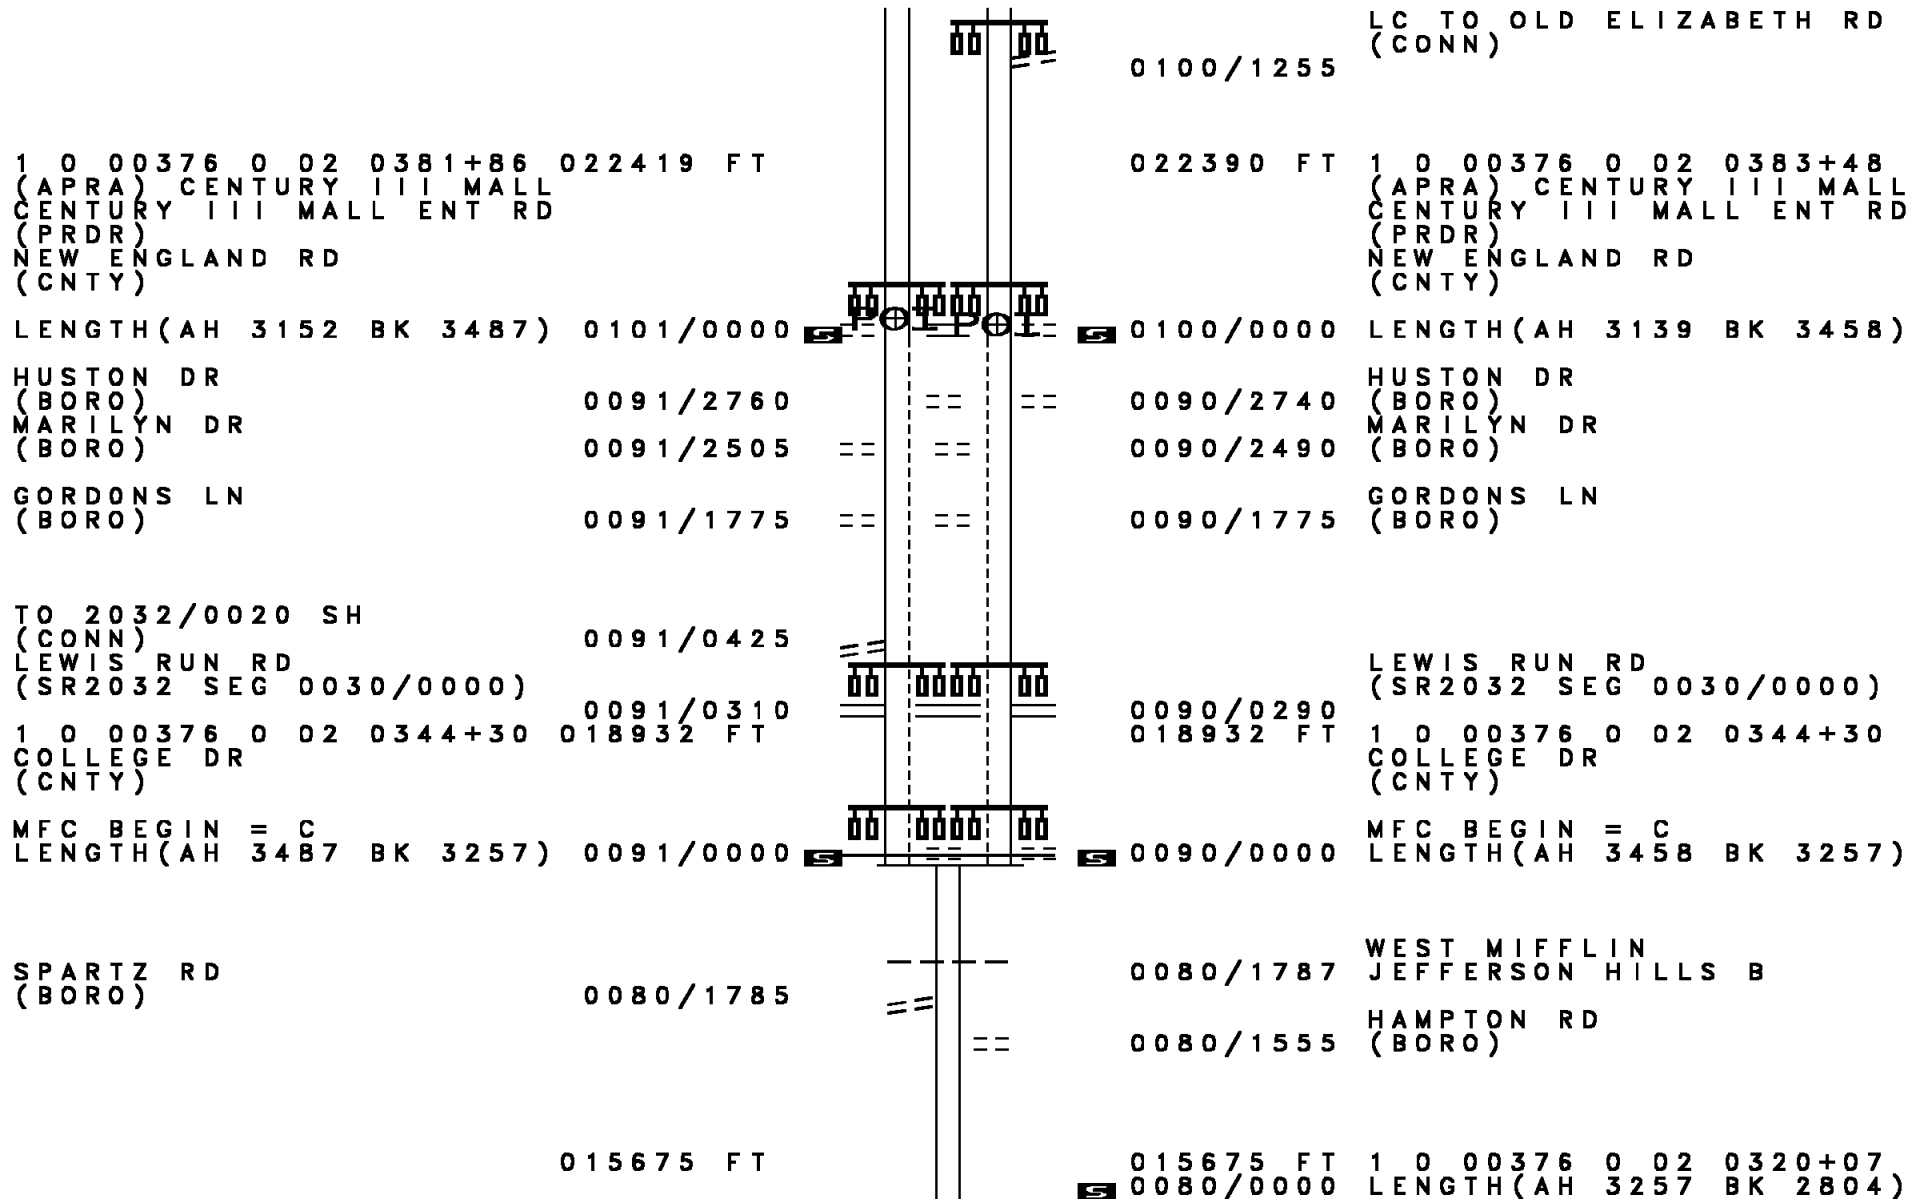 LC TO OLD ELIZABETH RD
(CONN)
0100/1255
1 0 00376 0 02 0381+86 022419 FT
(APRA) CENTURY III MALL
CENTURY III MALL ENT RD
(PRDR)
NEW ENGLAND RD
(CNTY)
022390 FT 1 0 00376 0 02 0383+48
(APRA) CENTURY III MALL
CENTURY III MALL ENT RD
(PRDR)
NEW ENGLAND RD
(CNTY)
POT POT
LENGTH(AH 3152 BK 3487) 0101/0000 S
S 0100/0000 LENGTH(AH 3139 BK 3458)
HUSTON DR
(BORO) 0091/2760
MARILYN DR
(BORO) 0091/2505
HUSTON DR
0090/2740 (BORO)
MARILYN DR
0090/2490 (BORO)
GORDONS LN
(BORO) 0091/1775
GORDONS LN
0090/1775 (BORO)
TO 2032/0020 SH
(CONN) 0091/0425
LEWIS RUN RD
(SR2032 SEG 0030/0000)
0091/0310
1 0 00376 0 02 0344+30 018932 FT
COLLEGE DR
(CNTY)
LEWIS RUN RD
(SR2032 SEG 0030/0000)
0090/0290
018932 FT 1 0 00376 0 02 0344+30
COLLEGE DR
(CNTY)
MFC BEGIN = C
LENGTH(AH 3487 BK 3257) 0091/0000 S
MFC BEGIN = C
S 0090/0000 LENGTH(AH 3458 BK 3257)
WEST MIFFLIN
0080/1787 JEFFERSON HILLS B
SPARTZ RD
(BORO) 0080/1785
HAMPTON RD
0080/1555 (BORO)
015675 FT
015675 FT 1 0 00376 0 02 0320+07
S 0080/0000 LENGTH(AH 3257 BK 2804)